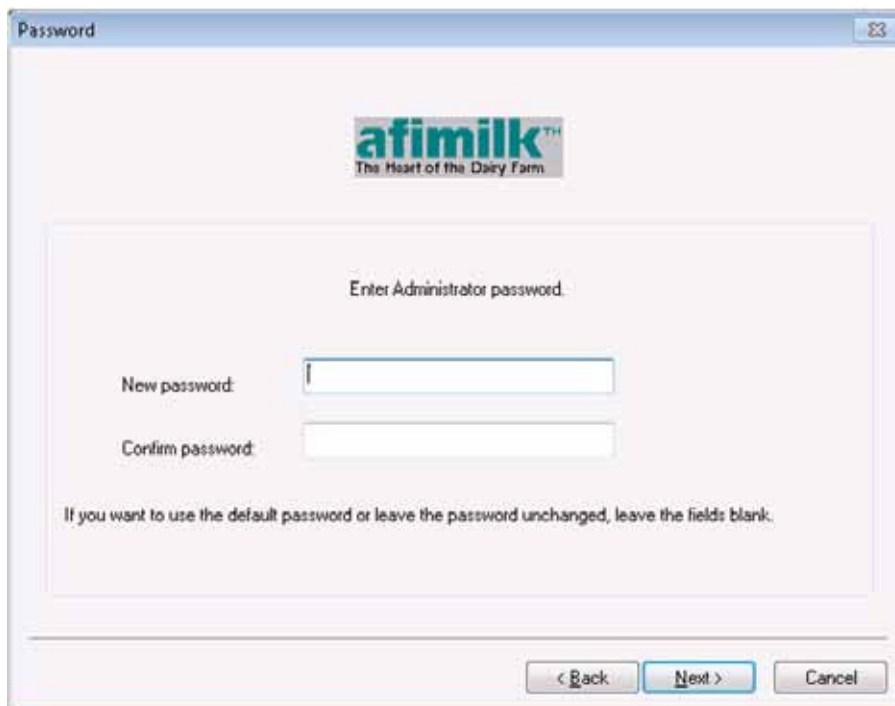 Password
afimilk™
The Heart of the Dairy Farm
Enter Administrator password.
New password:
Confirm password:
If you want to use the default password or leave the password unchanged, leave the fields blank.
< Back Next > Cancel